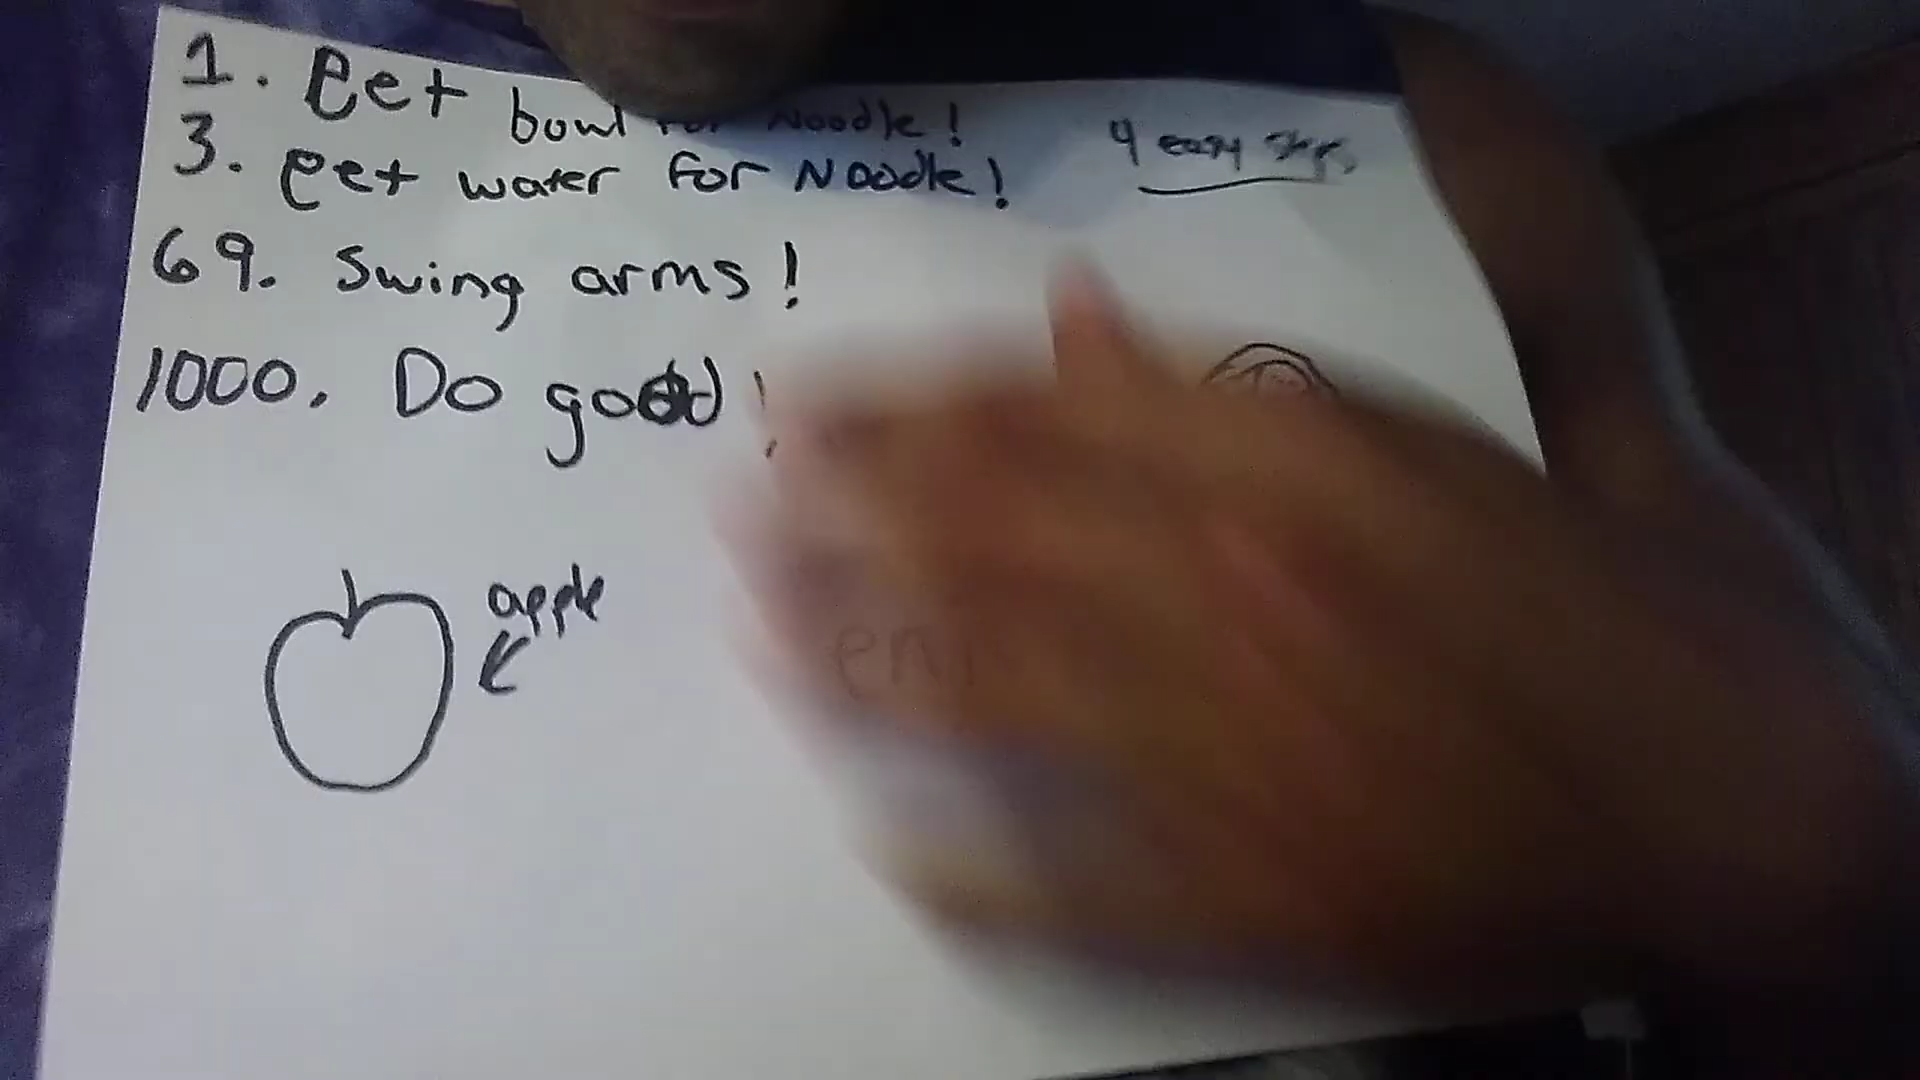 1. Get bowl for Noodle!
4 easy steps
3. Get water for Noodle!
69. Swing arms!
1000. Do good!
apple